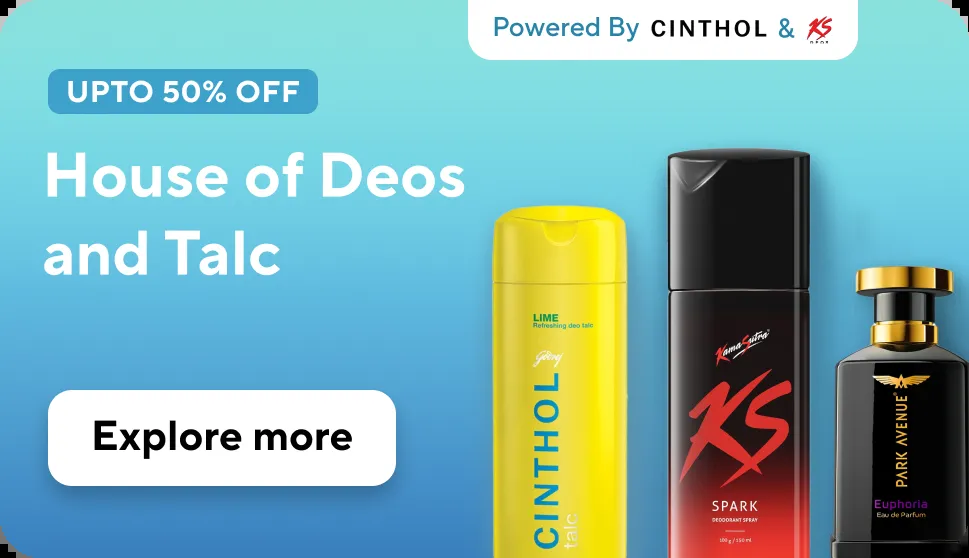 Powered By CINTHOL & KS
UPTO 50% OFF
House of Deos
and Talc
Explore more
LIME
Refreshing deo talc
Godrej
CINTHOL
talc
KamaSutra
KS
SPARK
DEODORANT SPRAY
PARK AVENUE
Euphoria
Eau de Parfum